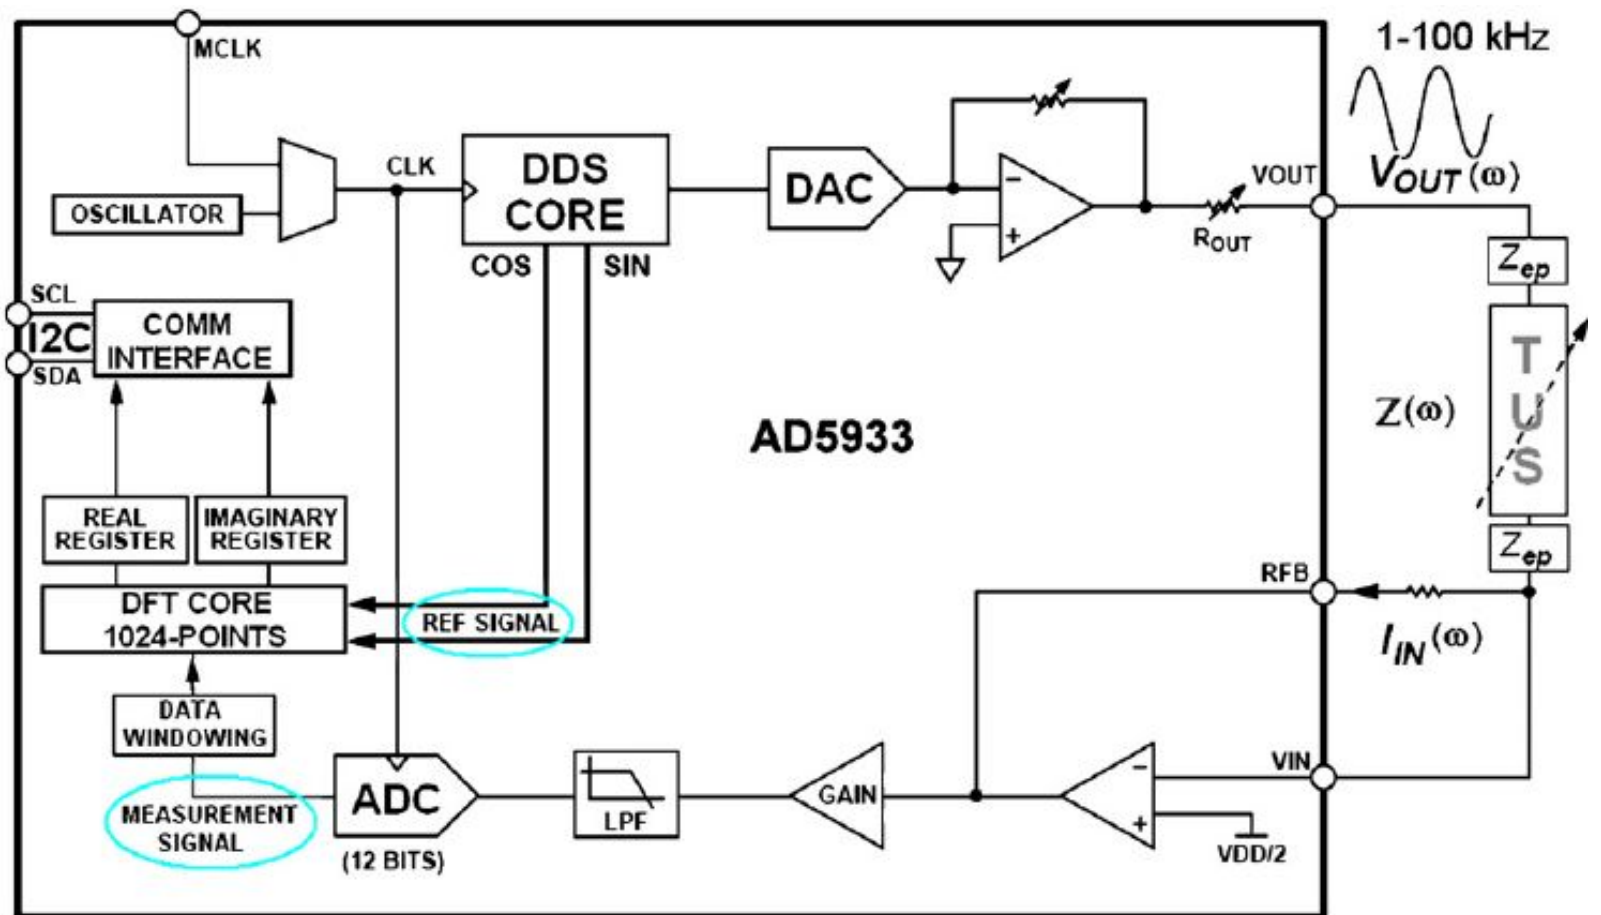 MCLK
1-100 kHz
CLK
DDS
CORE
DAC
VOUT
VOUT(ω)
OSCILLATOR
ROUT
COS
SIN
Zep
SCL
I2C
SDA
COMM
INTERFACE
T
U
S
Z(ω)
AD5933
REAL
REGISTER
IMAGINARY
REGISTER
Zep
RFB
DFT CORE
1024-POINTS
REF SIGNAL
IIN(ω)
DATA
WINDOWING
VIN
ADC
GAIN
LPF
MEASUREMENT
SIGNAL
(12 BITS)
VDD/2
−
+
−
+